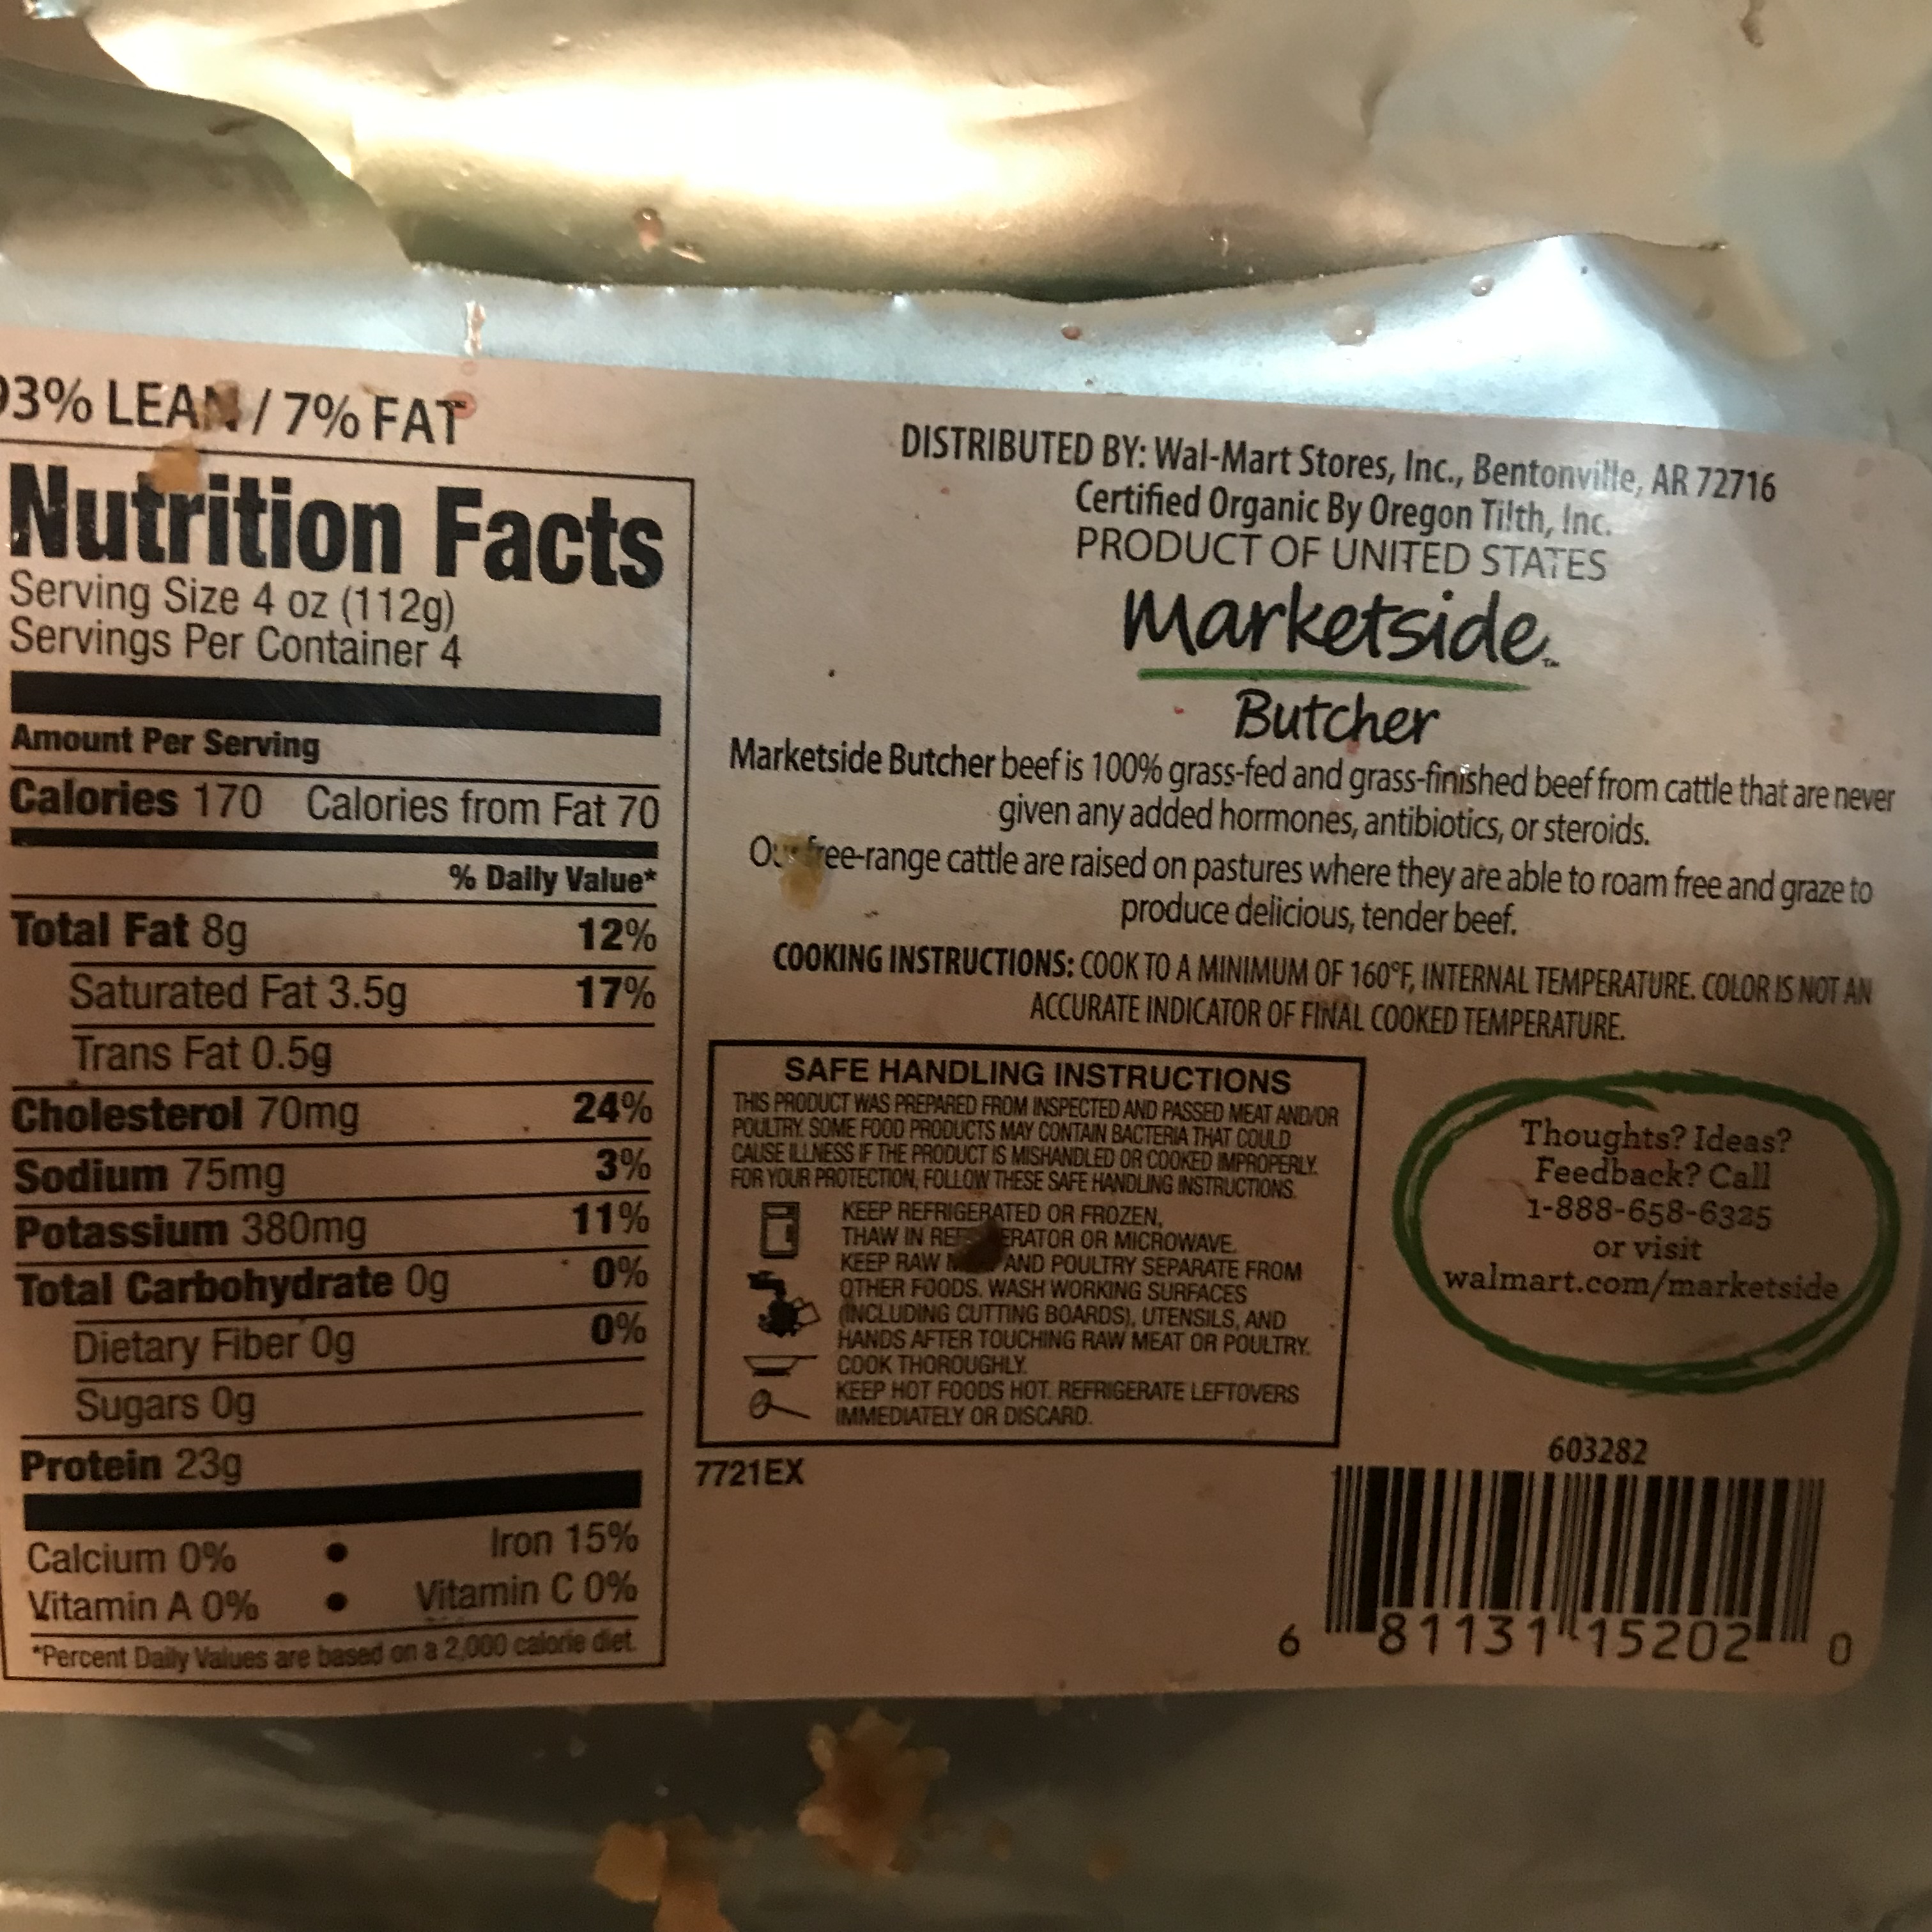 93% LEAN / 7% FAT
Nutrition Facts
Serving Size 4 oz (112g)
Servings Per Container 4
Amount Per Serving
Calories 170 Calories from Fat 70
% Daily Value*
Total Fat 8g 12%
Saturated Fat 3.5g 17%
Trans Fat 0.5g
Cholesterol 70mg 24%
Sodium 75mg 3%
Potassium 380mg 11%
Total Carbohydrate 0g 0%
Dietary Fiber 0g 0%
Sugars 0g
Protein 23g
Calcium 0% • Iron 15%
Vitamin A 0% • Vitamin C 0%
*Percent Daily Values are based on a 2,000 calorie diet.
DISTRIBUTED BY: Wal-Mart Stores, Inc., Bentonville, AR 72716
Certified Organic By Oregon Tilth, Inc.
PRODUCT OF UNITED STATES
Marketside™
Butcher
Marketside Butcher beef is 100% grass-fed and grass-finished beef from cattle that are never
given any added hormones, antibiotics, or steroids.
Our free-range cattle are raised on pastures where they are able to roam free and graze to
produce delicious, tender beef.
COOKING INSTRUCTIONS: COOK TO A MINIMUM OF 160°F, INTERNAL TEMPERATURE. COLOR IS NOT AN
ACCURATE INDICATOR OF FINAL COOKED TEMPERATURE.
SAFE HANDLING INSTRUCTIONS
THIS PRODUCT WAS PREPARED FROM INSPECTED AND PASSED MEAT AND/OR
POULTRY. SOME FOOD PRODUCTS MAY CONTAIN BACTERIA THAT COULD
CAUSE ILLNESS IF THE PRODUCT IS MISHANDLED OR COOKED IMPROPERLY.
FOR YOUR PROTECTION, FOLLOW THESE SAFE HANDLING INSTRUCTIONS.
KEEP REFRIGERATED OR FROZEN,
THAW IN REFRIGERATOR OR MICROWAVE.
KEEP RAW MEAT AND POULTRY SEPARATE FROM
OTHER FOODS. WASH WORKING SURFACES
(INCLUDING CUTTING BOARDS), UTENSILS, AND
HANDS AFTER TOUCHING RAW MEAT OR POULTRY.
COOK THOROUGHLY.
KEEP HOT FOODS HOT. REFRIGERATE LEFTOVERS
IMMEDIATELY OR DISCARD.
7721EX
Thoughts? Ideas?
Feedback? Call
1-888-658-6325
or visit
walmart.com/marketside
603282
6 81131 15202 0